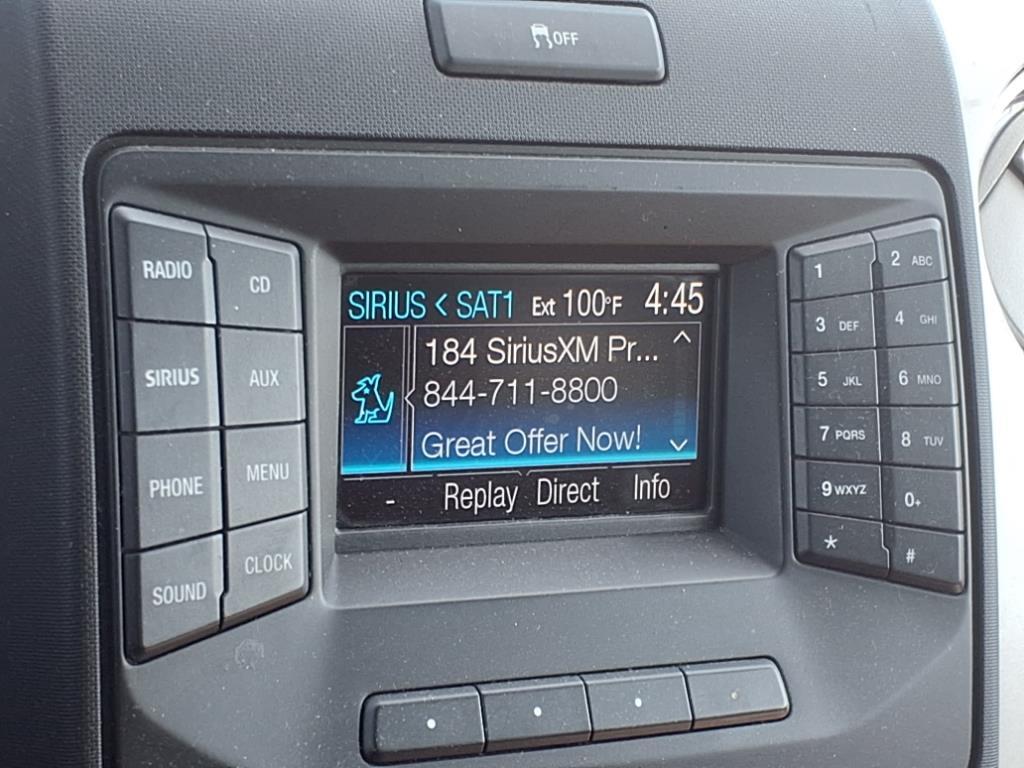 OFF
RADIO
CD
SIRIUS
AUX
PHONE
MENU
SOUND
CLOCK
SIRIUS < SAT1 Ext 100°F 4:45
184 SiriusXM Pr...
844-711-8800
Great Offer Now!
- Replay Direct Info
1
2 ABC
3 DEF
4 GHI
5 JKL
6 MNO
7 PQRS
8 TUV
9 WXYZ
0+
*
#